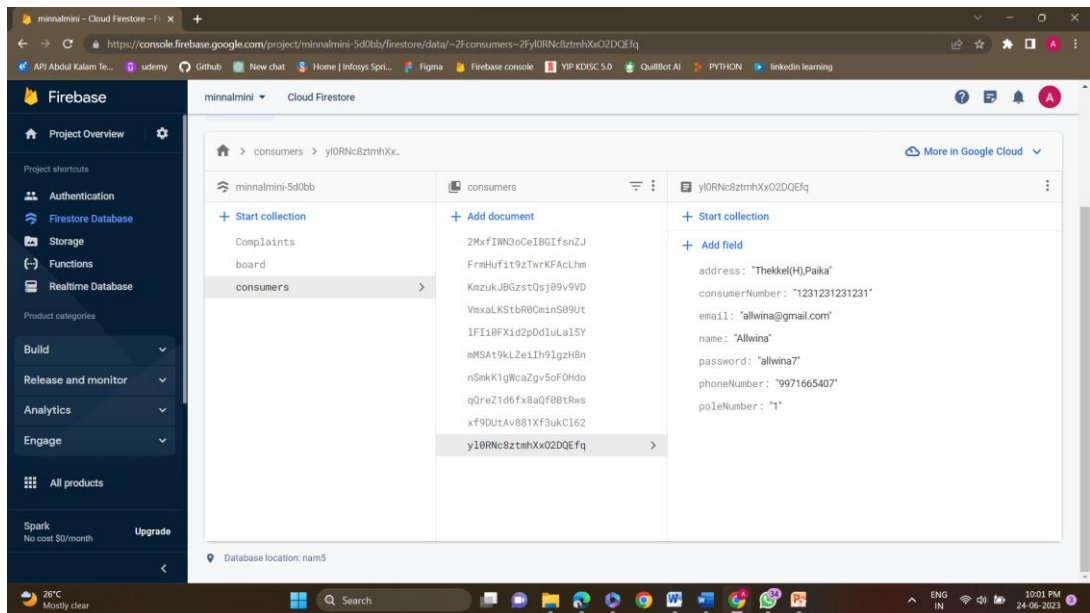 minnalmini – Cloud Firestore – Fi
https://console.firebase.google.com/project/minnalmini-5d0bb/firestore/data/~2Fconsumers~2Fyl0RNc8ztmhXxO2DQEfq
APJ Abdul Kalam Te... udemy Github New chat Home | Infosys Spri... Figma Firebase console YIP KDISC 5.0 QuillBot AI PYTHON linkedin learning
Firebase minnalmini Cloud Firestore A
Project Overview
consumers > yl0RNc8ztmhXx... More in Google Cloud
Project shortcuts
minnalmini-5d0bb consumers yl0RNc8ztmhXxO2DQEfq
Authentication
Firestore Database
Storage
Functions
Realtime Database
Product categories
Build
Release and monitor
Analytics
Engage
All products
Spark
No cost $0/month
Upgrade
+ Start collection
Complaints
board
consumers
+ Add document
2MxfIWN3oCeIBGIfsnZJ
FrmHufit9zTwrKFAcLhm
KmzukJBGzstQsj09v9VD
VmxaLKStbR0CminS09Ut
lFIi0FXid2pDdluLal5Y
mMSAt9kLZeiIh9lgzH8n
nSmkK1gWcaZgv5oFOHdo
qQreZ1d6fx8aQf0BtRws
xf9DUtAv881Xf3ukCl62
yl0RNc8ztmhXxO2DQEfq
+ Start collection
+ Add field
address: "Thekkel(H),Paika"
consumerNumber: "1231231231231"
email: "allwina@gmail.com"
name: "Allwina"
password: "allwina7"
phoneNumber: "9971665407"
poleNumber: "1"
Database location: nam5
26°C
Mostly clear
Search
34
ENG
IN
10:01 PM
24-06-2023